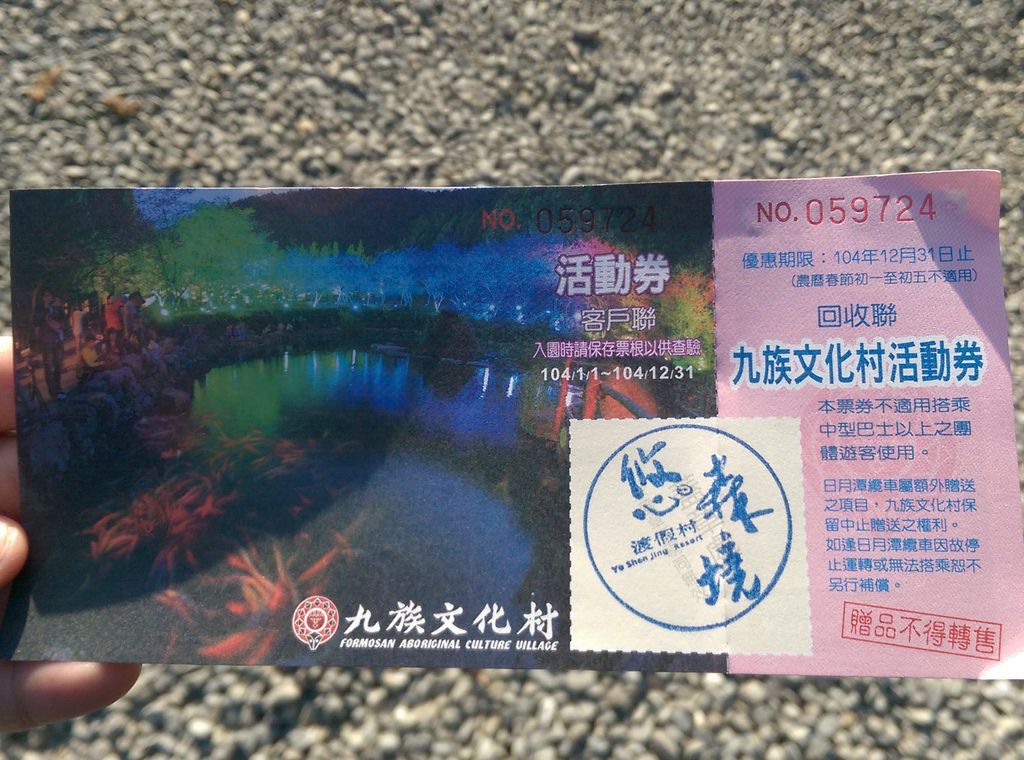 NO. 059724
活動券
客戶聯
入園時請保存票根以供查驗
104/1/1~104/12/31
九族文化村
FORMOSAN ABORIGINAL CULTURE VILLAGE
悠森境
渡假村
Yo Shen Jing Resort
NO. 059724
優惠期限：104年12月31日止
（農曆春節初一至初五不適用）
回收聯
九族文化村活動券
本票券不適用搭乘
中型巴士以上之團
體遊客使用。
日月潭纜車屬額外贈送
之項目，九族文化村保
留中止贈送之權利。
如逢日月潭纜車因故停
止運轉或無法搭乘恕不
另行補償。
贈品不得轉售